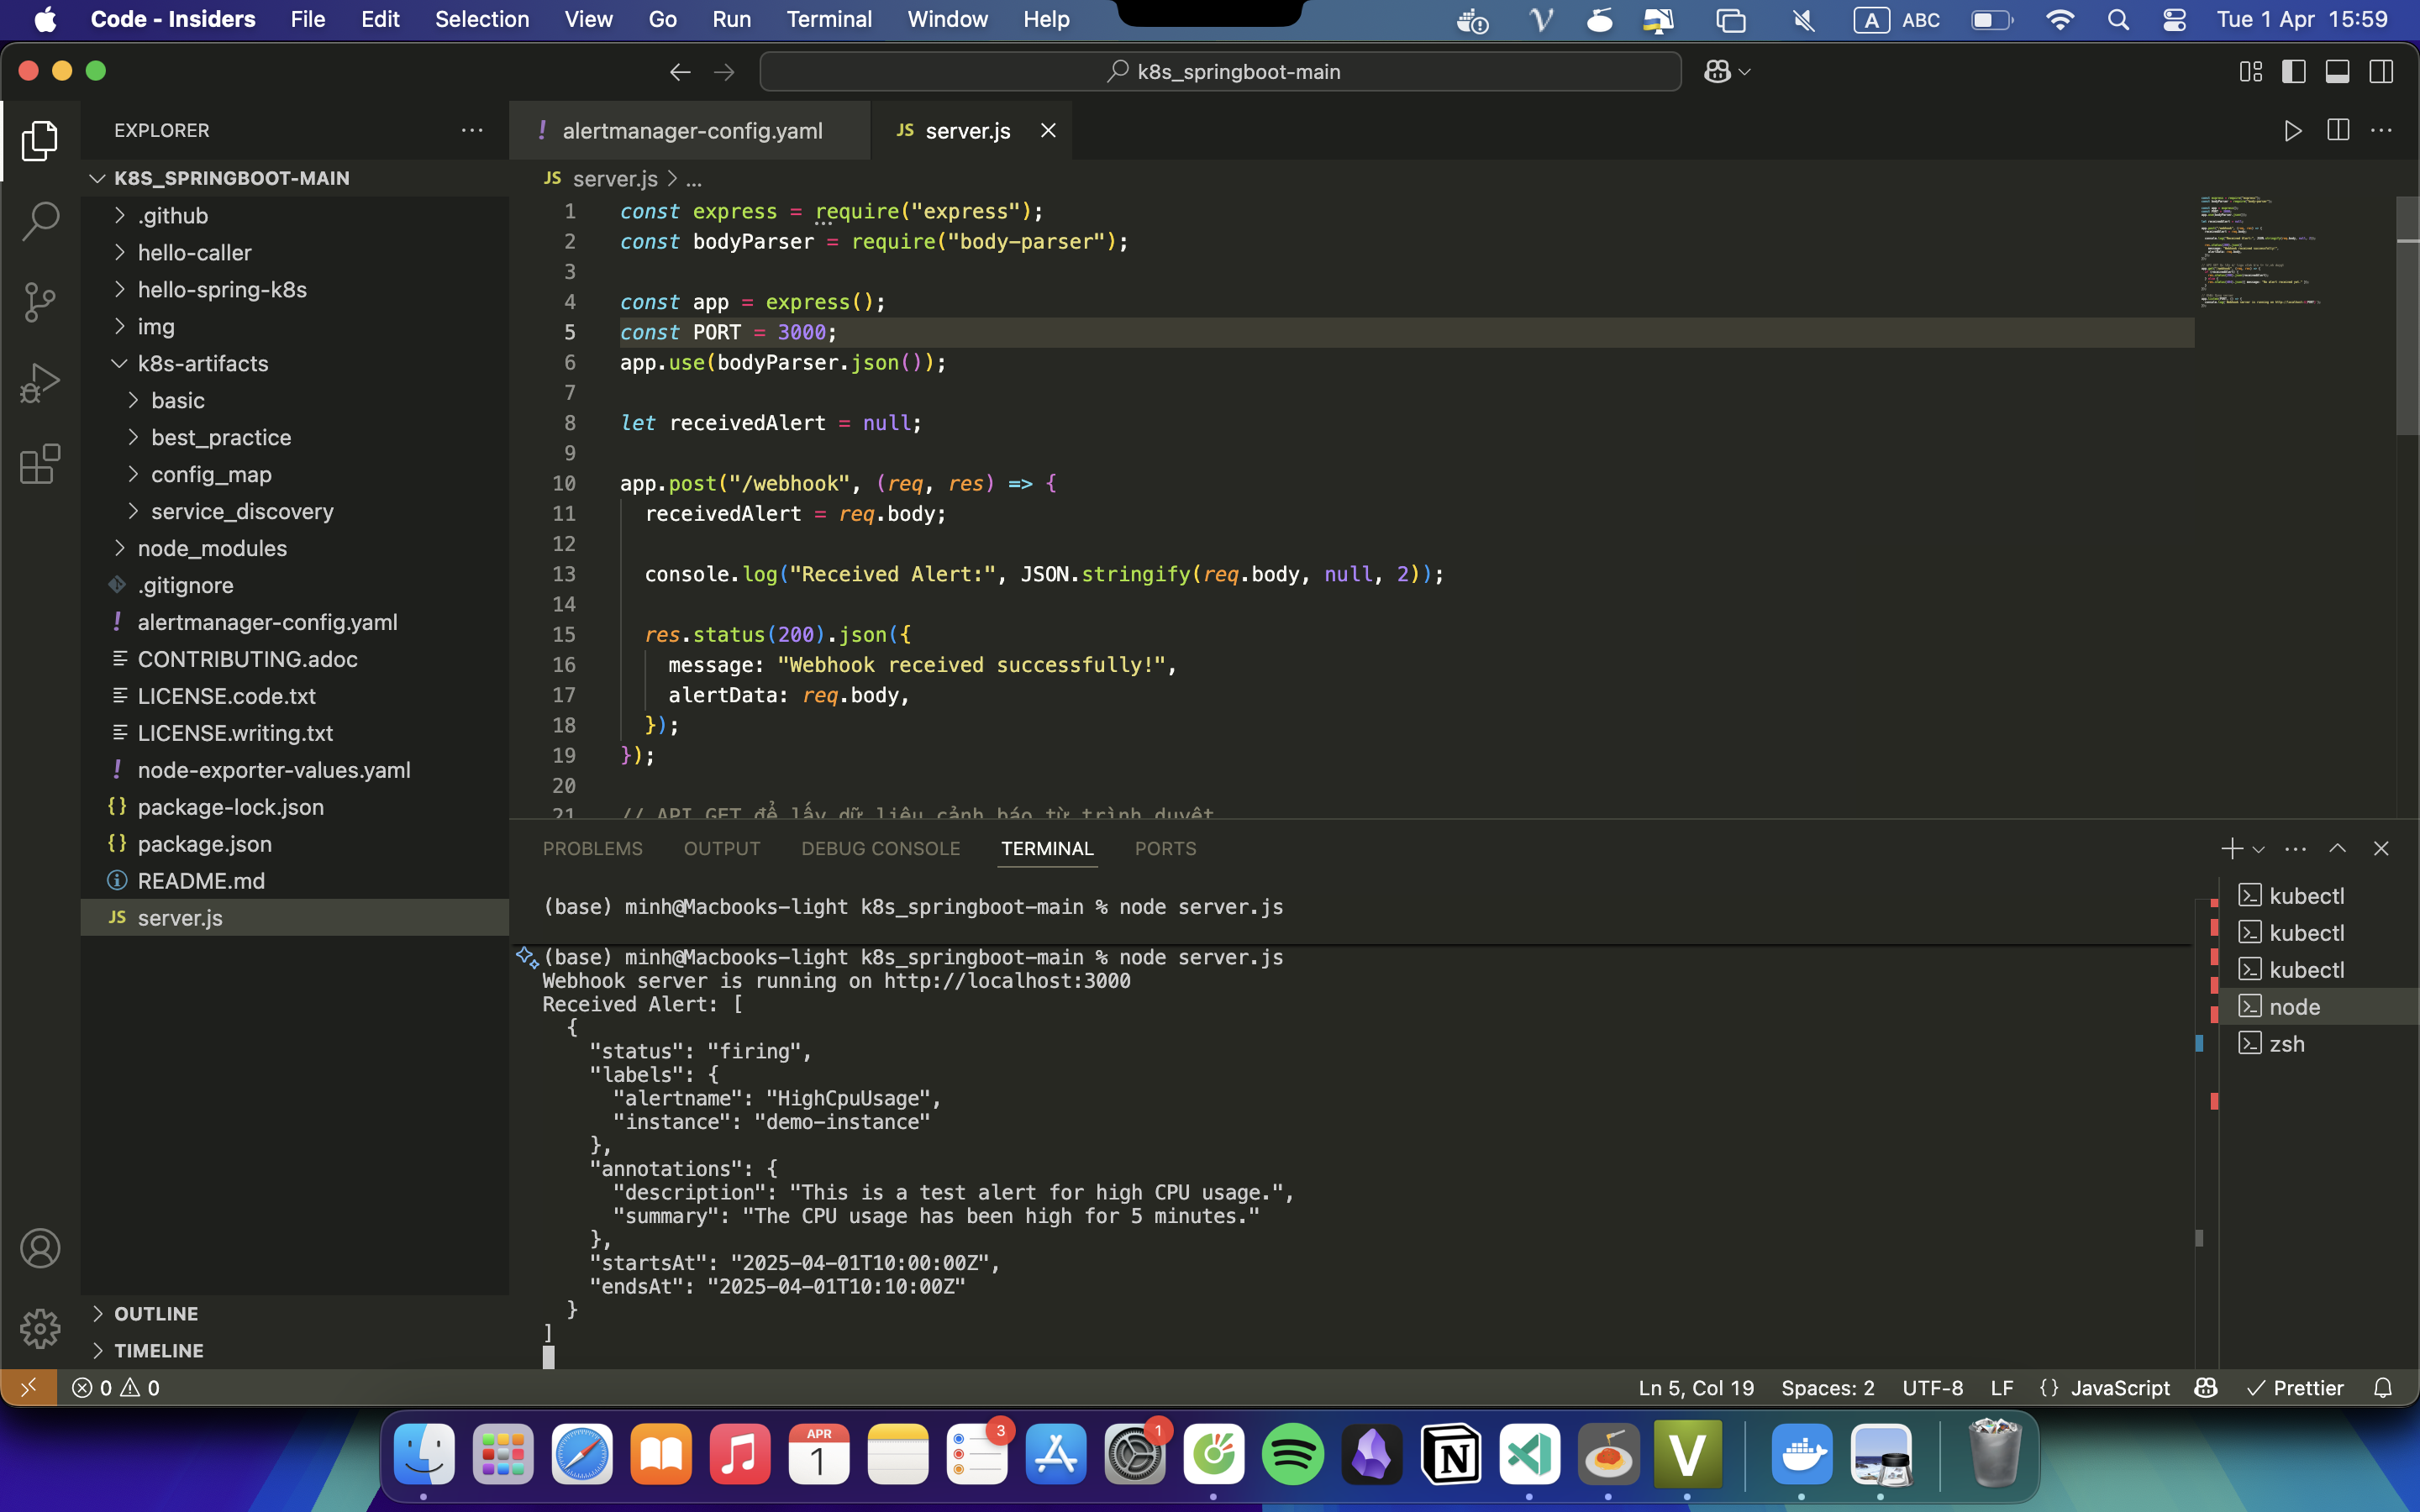 Code - Insiders File Edit Selection View Go Run Terminal Window Help
A ABC Tue 1 Apr 15:59
k8s_springboot-main
EXPLORER
K8S_SPRINGBOOT-MAIN
.github
hello-caller
hello-spring-k8s
img
k8s-artifacts
basic
best_practice
config_map
service_discovery
node_modules
.gitignore
! alertmanager-config.yaml
CONTRIBUTING.adoc
LICENSE.code.txt
LICENSE.writing.txt
! node-exporter-values.yaml
{} package-lock.json
{} package.json
README.md
JS server.js
OUTLINE
TIMELINE
! alertmanager-config.yaml JS server.js
JS server.js > ...
1 const express = require("express");
2 const bodyParser = require("body-parser");
3
4 const app = express();
5 const PORT = 3000;
6 app.use(bodyParser.json());
7
8 let receivedAlert = null;
9
10 app.post("/webhook", (req, res) => {
11 receivedAlert = req.body;
12
13 console.log("Received Alert:", JSON.stringify(req.body, null, 2));
14
15 res.status(200).json({
16 message: "Webhook received successfully!",
17 alertData: req.body,
18 });
19 });
20
21 // API GET để lấy dữ liệu cảnh báo từ trình duyệt
PROBLEMS OUTPUT DEBUG CONSOLE TERMINAL PORTS
(base) minh@Macbooks-light k8s_springboot-main % node server.js
(base) minh@Macbooks-light k8s_springboot-main % node server.js
Webhook server is running on http://localhost:3000
Received Alert: [
{
"status": "firing",
"labels": {
"alertname": "HighCpuUsage",
"instance": "demo-instance"
},
"annotations": {
"description": "This is a test alert for high CPU usage.",
"summary": "The CPU usage has been high for 5 minutes."
},
"startsAt": "2025-04-01T10:00:00Z",
"endsAt": "2025-04-01T10:10:00Z"
}
]
kubectl
kubectl
kubectl
node
zsh
0 0
Ln 5, Col 19 Spaces: 2 UTF-8 LF {} JavaScript Prettier
APR
1
3
1
N
V